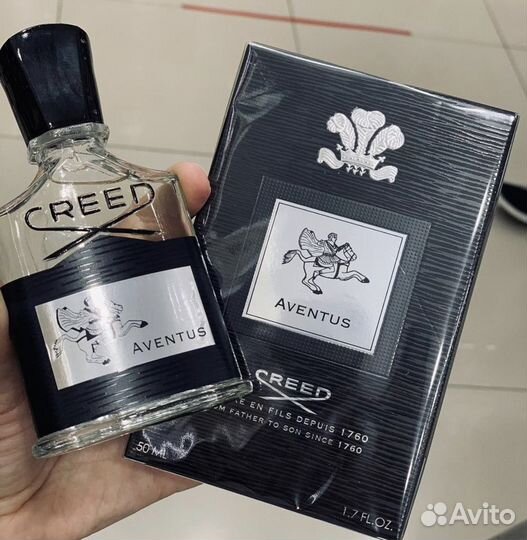 CREED
AVENTUS
AVENTUS
CREED
EN FILS DEPUIS 1760
FATHER TO SON SINCE 1760
50 ML
1.7 FL.OZ.
Avito